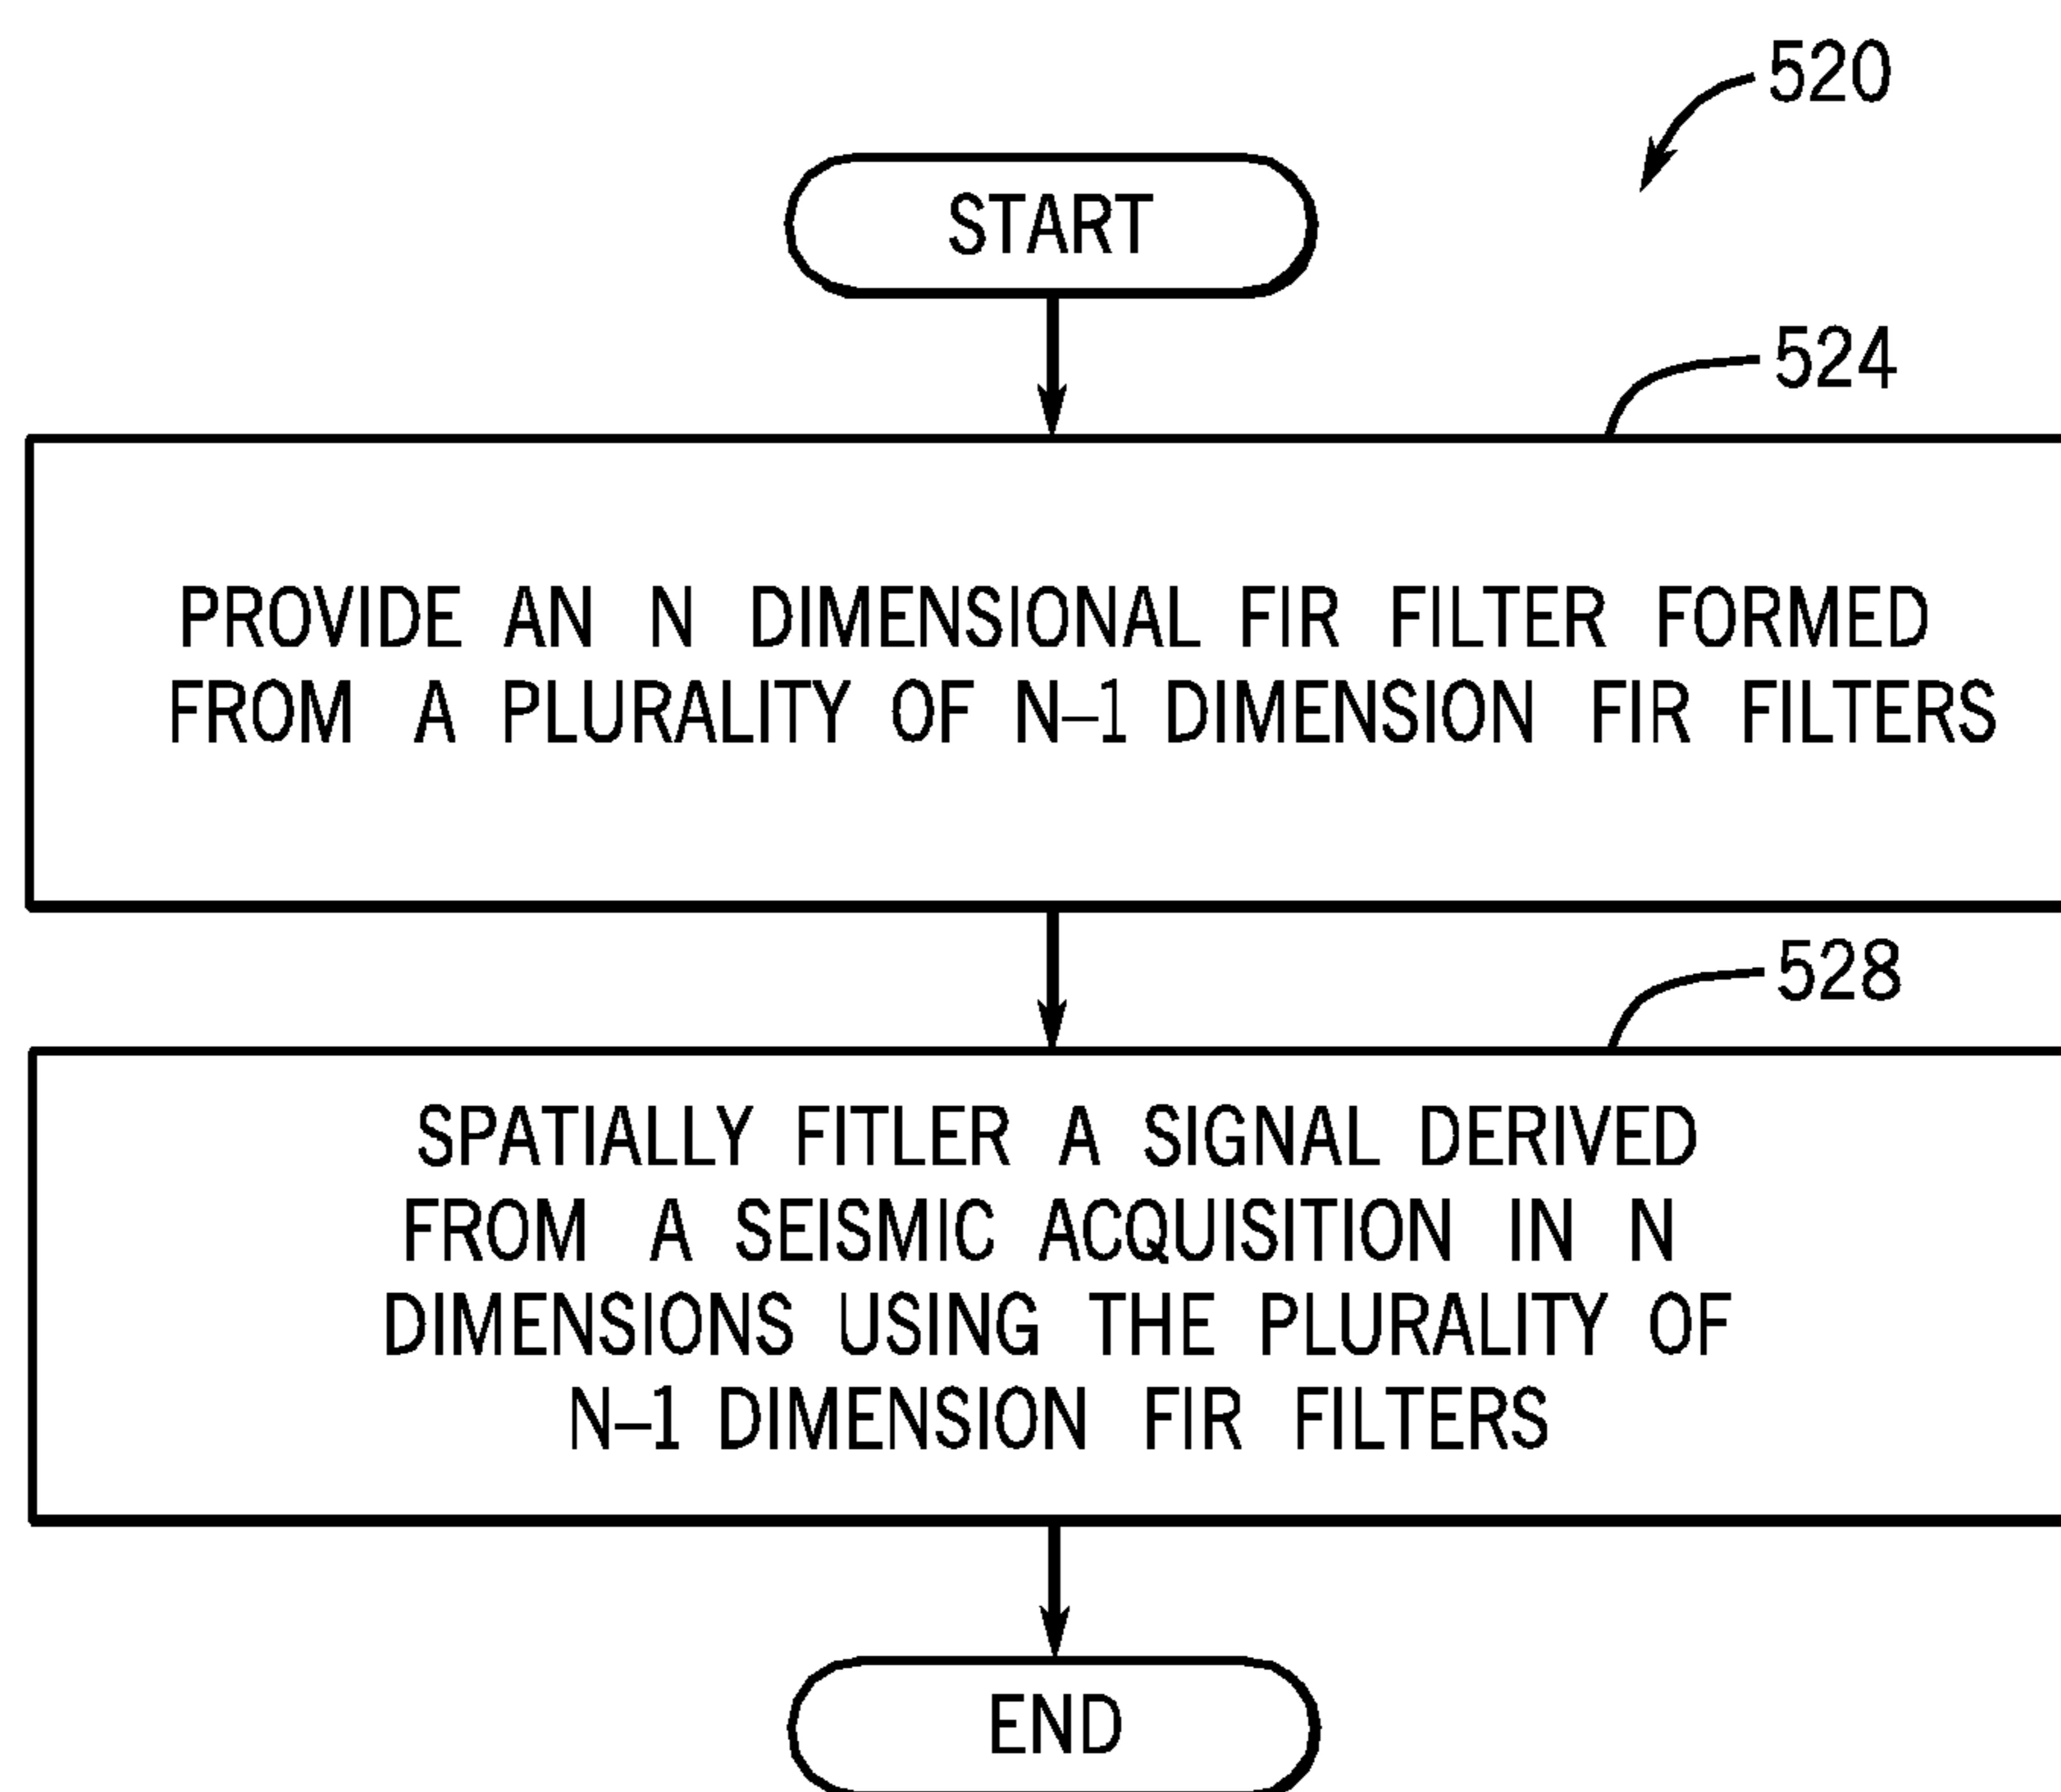 520
START
524
PROVIDE AN N DIMENSIONAL FIR FILTER FORMED
FROM A PLURALITY OF N–1 DIMENSION FIR FILTERS
528
SPATIALLY FITLER A SIGNAL DERIVED
FROM A SEISMIC ACQUISITION IN N
DIMENSIONS USING THE PLURALITY OF
N–1 DIMENSION FIR FILTERS
END